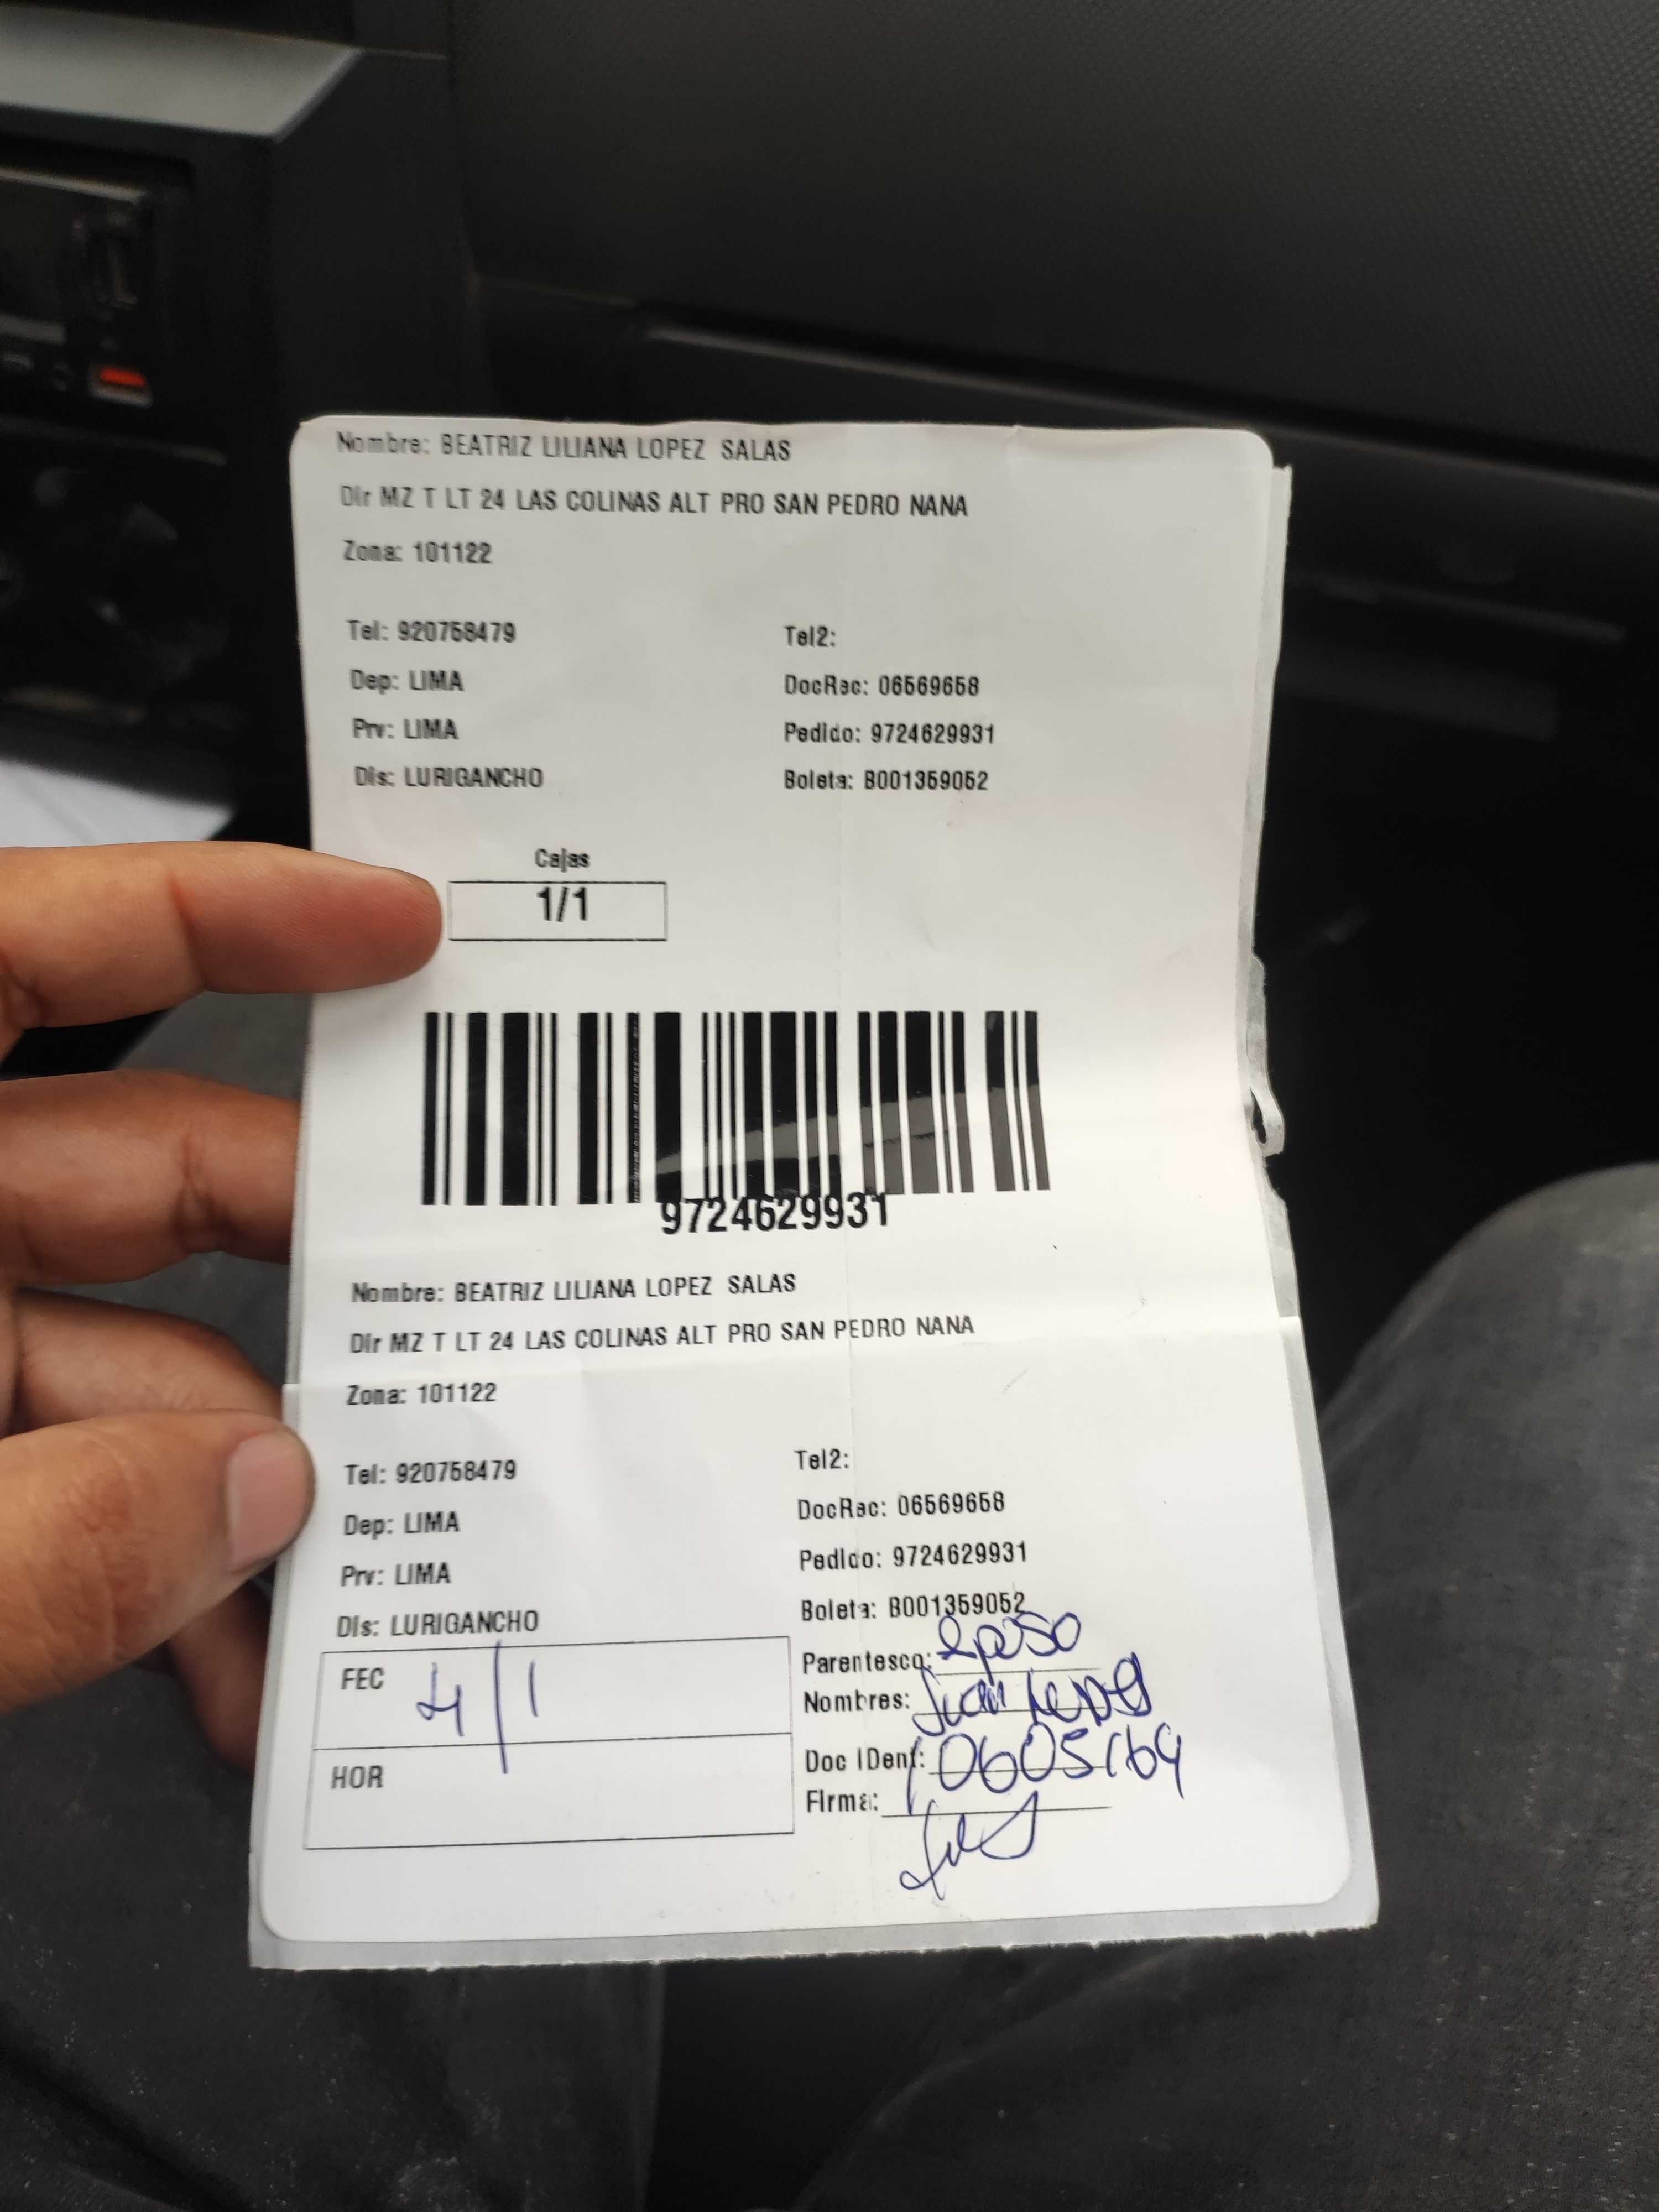 Nombre: BEATRIZ LILIANA LOPEZ SALAS
Dir MZ T LT 24 LAS COLINAS ALT PRO SAN PEDRO NANA
Zona: 101122
Tel: 920758479 Tel2:
Dep: LIMA DocRec: 06569658
Prv: LIMA Pedido: 9724629931
Dis: LURIGANCHO Boleta: B001359052
Cajas
1/1
9724629931
Nombre: BEATRIZ LILIANA LOPEZ SALAS
Dir MZ T LT 24 LAS COLINAS ALT PRO SAN PEDRO NANA
Zona: 101122
Tel: 920758479 Tel2:
Dep: LIMA DocRec: 06569658
Prv: LIMA Pedido: 9724629931
Dis: LURIGANCHO Boleta: B001359052
FEC 4/1 Parentesco: Esposo
Nombres:
HOR Doc IDent: 06051169
Firma: